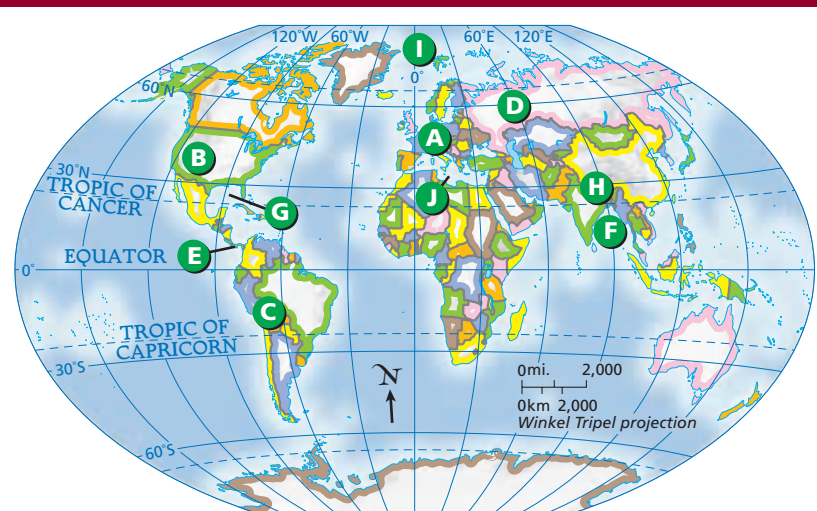 120°W 60°W
60°E 120°E
I
0°
60°N
D
A
B
30°N
TROPIC OF
CANCER
H
J
G
F
EQUATOR
E
0°
C
TROPIC OF
CAPRICORN
30°S
N
0mi. 2,000
0km 2,000
Winkel Tripel projection
60°S